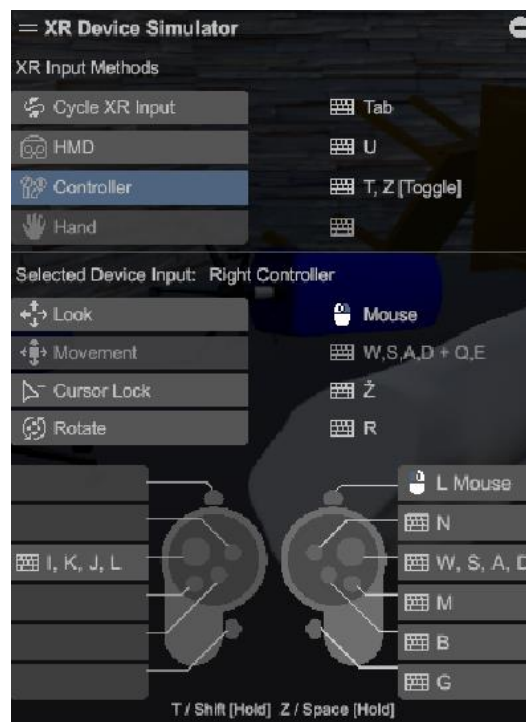 XR Device Simulator
XR Input Methods
Cycle XR Input Tab
HMD U
Controller T, Z [Toggle]
Hand
Selected Device Input: Right Controller
Look Mouse
Movement W,S,A,D + Q,E
Cursor Lock Ž
Rotate R
L Mouse
N
I, K, J, L W, S, A, D
M
B
G
T / Shift [Hold] Z / Space [Hold]